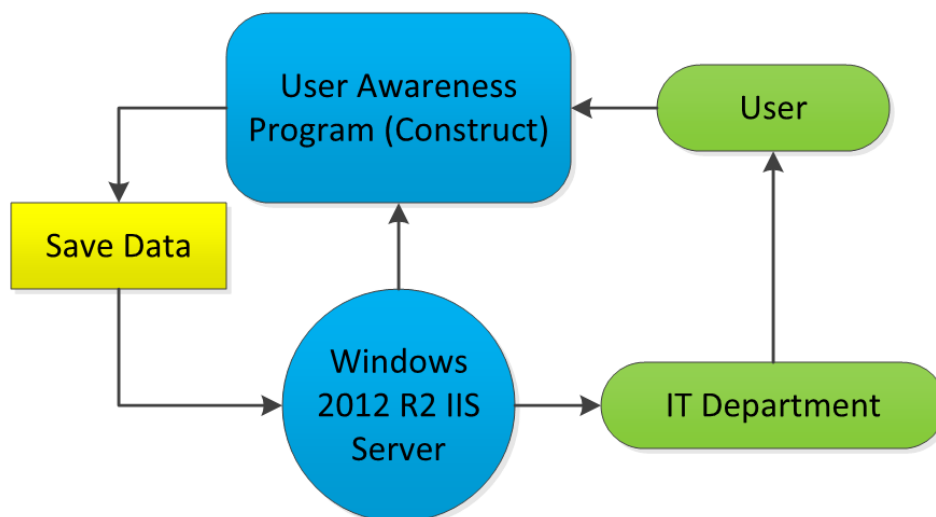 User Awareness
Program (Construct)
User
Save Data
Windows
2012 R2 IIS
Server
IT Department